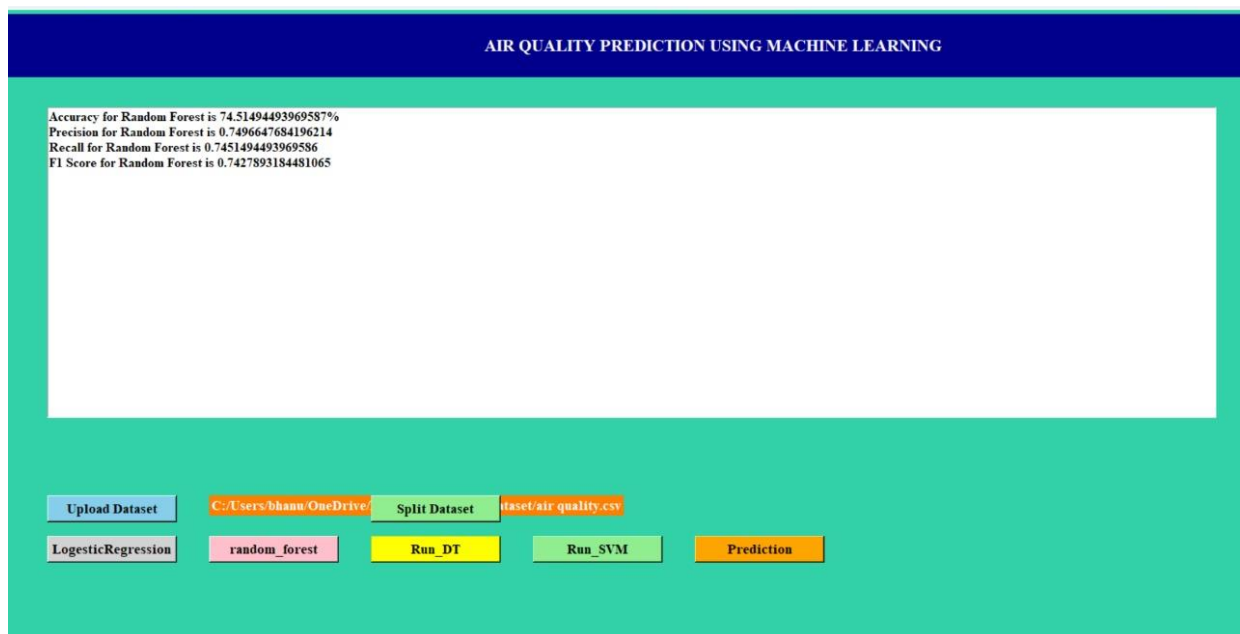 AIR QUALITY PREDICTION USING MACHINE LEARNING
Accuracy for Random Forest is 74.51494493969587%
Precision for Random Forest is 0.7496647684196214
Recall for Random Forest is 0.7451494493969586
F1 Score for Random Forest is 0.7427893184481065
Upload Dataset C:/Users/bhanu/OneDrive/ Split Dataset taset/air quality.csv
LogesticRegression random_forest Run_DT Run_SVM Prediction